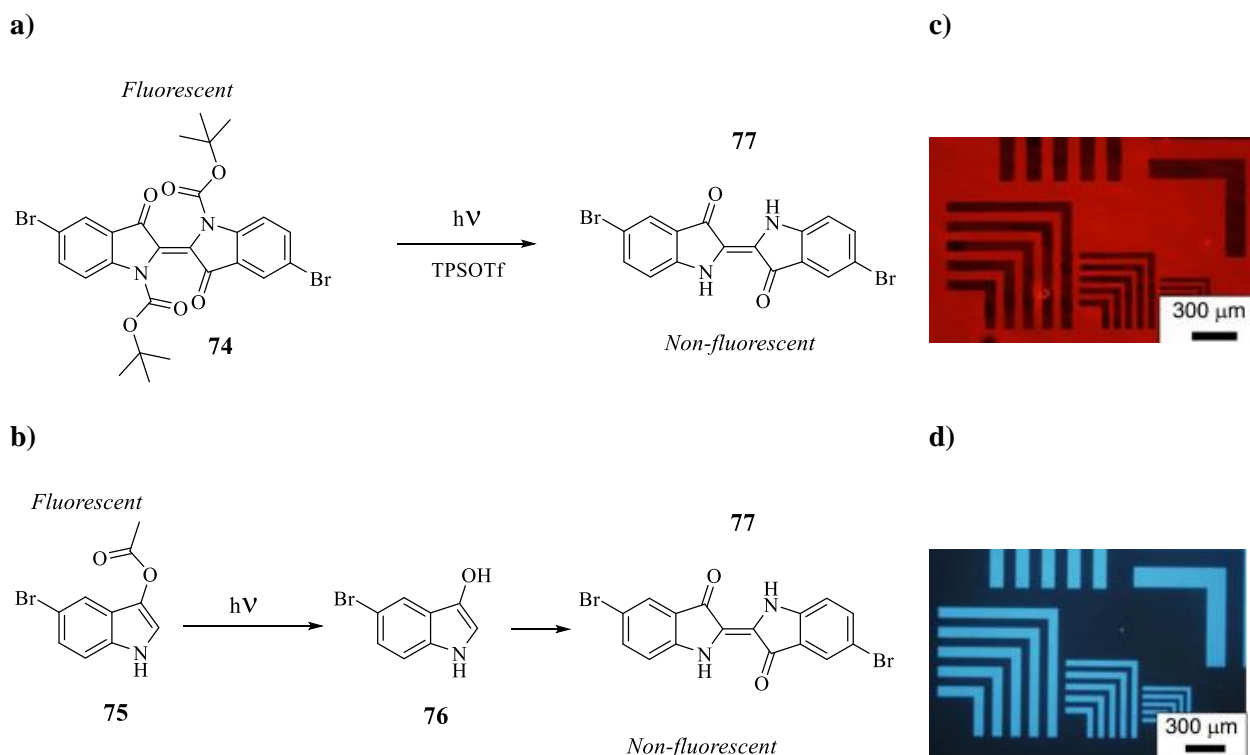 a)
Fluorescent
O
O
O
Br
N
N
Br
O
O
O
74
hν
TPSOTf
77
O
H
N
Br
Br
N
H
O
Non-fluorescent
c)
300 μm
b)
Fluorescent
O
O
Br
N
H
75
hν
OH
Br
N
H
76
77
O
H
N
Br
Br
N
H
O
Non-fluorescent
d)
300 μm